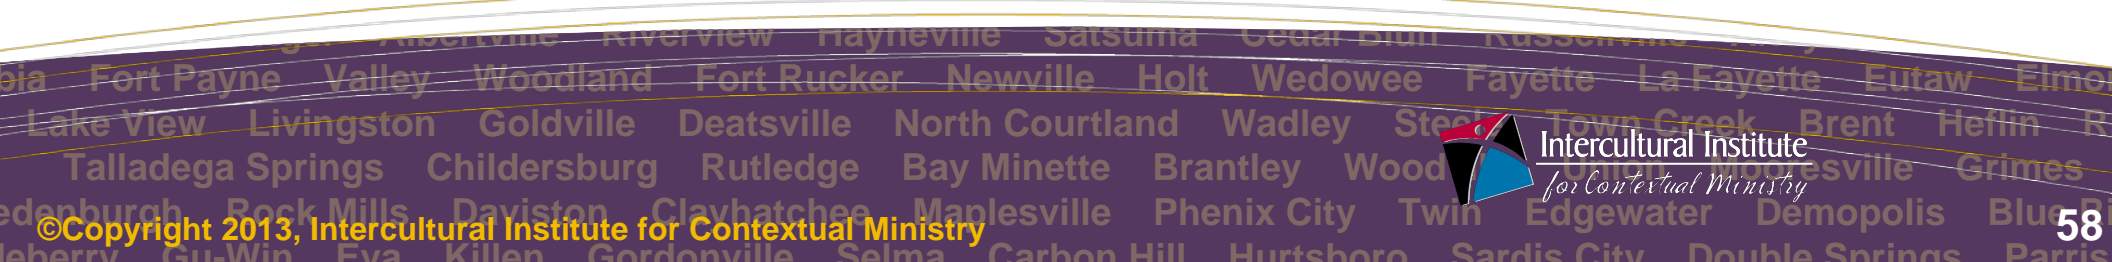 Albertville Riverview Hayneville Satsuma Cedar Bluff Russellville
Fort Payne Valley Woodland Fort Rucker Newville Holt Wedowee Fayette La Fayette Eutaw
Lake View Livingston Goldville Deatsville North Courtland Wadley Town Creek Brent Heflin
Intercultural Institute
Talladega Springs Childersburg Rutledge Bay Minette Brantley Grimes
for Contextual Ministry
Rock Mills Daviston Clayhatchee Maplesville Phenix City Twin Edgewater Demopolis
©Copyright 2013, Intercultural Institute for Contextual Ministry
58
Gu-Win Eva Killen Gordonville Selma Carbon Hill Hurtsboro Sardis City Double Springs